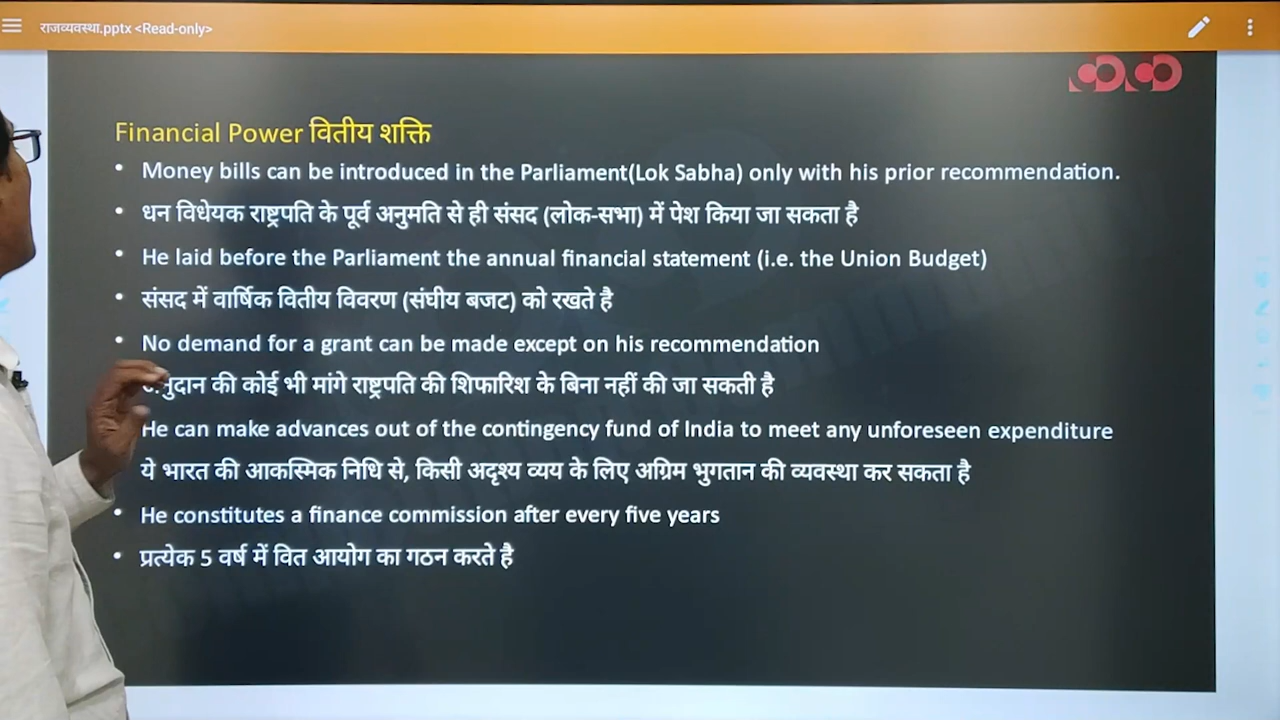 राजव्यवस्था.pptx <Read-only>
Financial Power वितीय शक्ति
• Money bills can be introduced in the Parliament(Lok Sabha) only with his prior recommendation.
• धन विधेयक राष्ट्रपति के पूर्व अनुमति से ही संसद (लोक-सभा) में पेश किया जा सकता है
• He laid before the Parliament the annual financial statement (i.e. the Union Budget)
• संसद में वार्षिक वितीय विवरण (संघीय बजट) को रखते है
• No demand for a grant can be made except on his recommendation
की कोई भी मांगे राष्ट्रपति की शिफारिश के बिना नहीं की जा सकती है
He can make advances out of the contingency fund of India to meet any unforeseen expenditure
ये भारत की आकस्मिक निधि से, किसी अदृश्य व्यय के लिए अग्रिम भुगतान की व्यवस्था कर सकता है
• He constitutes a finance commission after every five years
• प्रत्येक 5 वर्ष में वित आयोग का गठन करते है